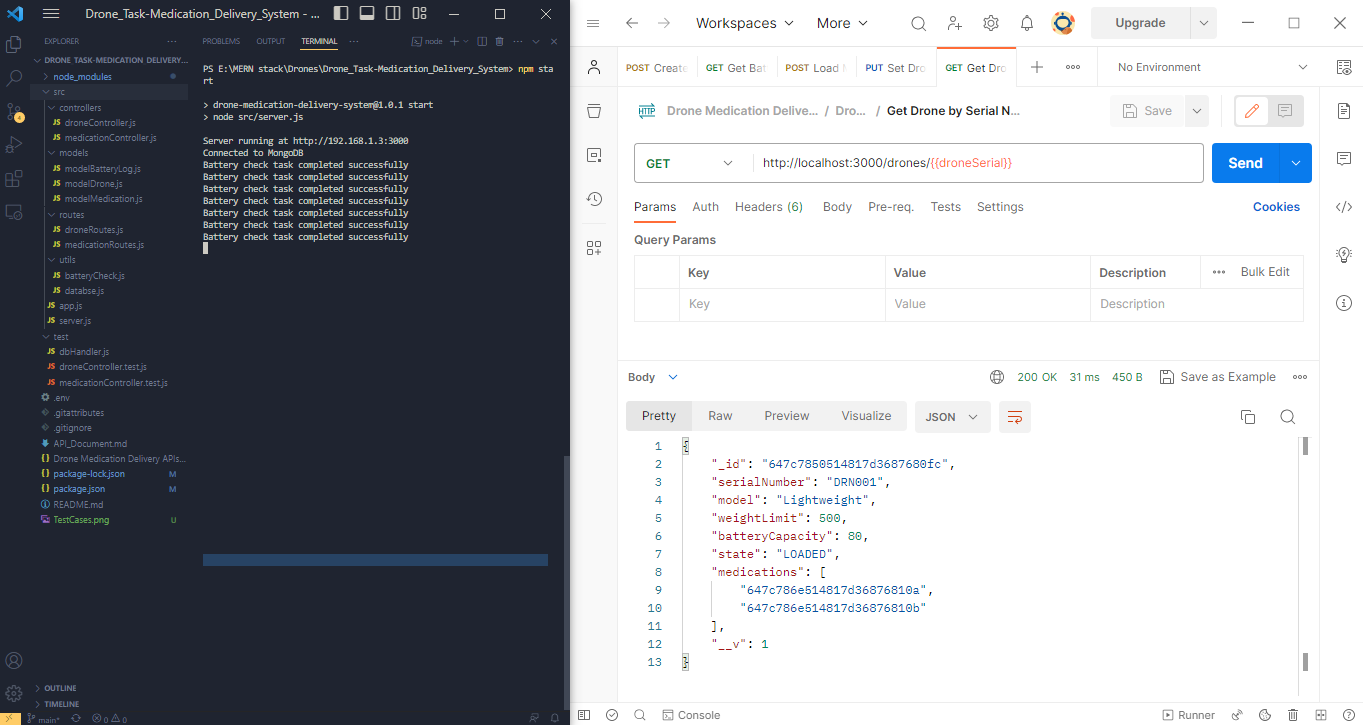 Drone_Task-Medication_Delivery_System - ...
EXPLORER
DRONE TASK-MEDICATION DELIVERY...
node_modules
src
controllers
JS droneController.js
JS medicationController.js
models
JS modelBatteryLog.js
JS modelDrone.js
JS modelMedication.js
routes
JS droneRoutes.js
JS medicationRoutes.js
utils
JS batteryCheck.js
JS databse.js
JS app.js
JS server.js
test
JS dbHandler.js
JS droneController.test.js
JS medicationController.test.js
.env
.gitattributes
.gitignore
API_Document.md
{} Drone Medication Delivery APIs...
{} package-lock.json M
{} package.json M
README.md
TestCases.png U
OUTLINE
TIMELINE
main* 0 0
4
PROBLEMS OUTPUT TERMINAL ... node
PS E:\MERN stack\Drones\Drone_Task-Medication_Delivery_System> npm sta
rt
> drone-medication-delivery-system@1.0.1 start
> node src/server.js
Server running at http://192.168.1.3:3000
Connected to MongoDB
Battery check task completed successfully
Battery check task completed successfully
Battery check task completed successfully
Battery check task completed successfully
Battery check task completed successfully
Battery check task completed successfully
Battery check task completed successfully
Workspaces More Upgrade
POST Create GET Get Bat POST Load M PUT Set Dro GET Get Dro No Environment
HTTP Drone Medication Delive... / Dro... / Get Drone by Serial N... Save
GET http://localhost:3000/drones/{{droneSerial}} Send
Params Auth Headers (6) Body Pre-req. Tests Settings Cookies
Query Params
Key Value Description Bulk Edit
Key Value Description
Body 200 OK 31 ms 450 B Save as Example
Pretty Raw Preview Visualize JSON
1 {
2 "_id": "647c7850514817d3687680fc",
3 "serialNumber": "DRN001",
4 "model": "Lightweight",
5 "weightLimit": 500,
6 "batteryCapacity": 80,
7 "state": "LOADED",
8 "medications": [
9 "647c786e514817d36876810a",
10 "647c786e514817d36876810b"
11 ],
12 "__v": 1
13 }
Console Runner